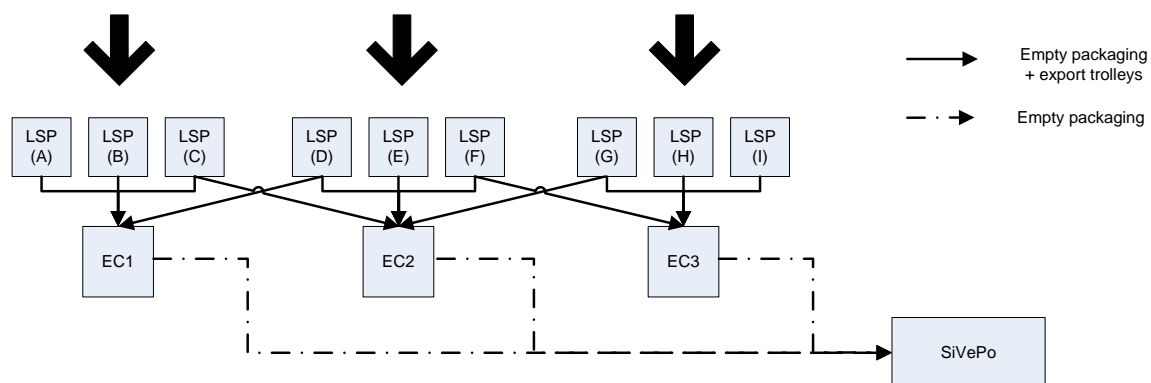 Empty packaging
+ export trolleys
Empty packaging
LSP
(A)
LSP
(B)
LSP
(C)
LSP
(D)
LSP
(E)
LSP
(F)
LSP
(G)
LSP
(H)
LSP
(I)
EC1
EC2
EC3
SiVePo